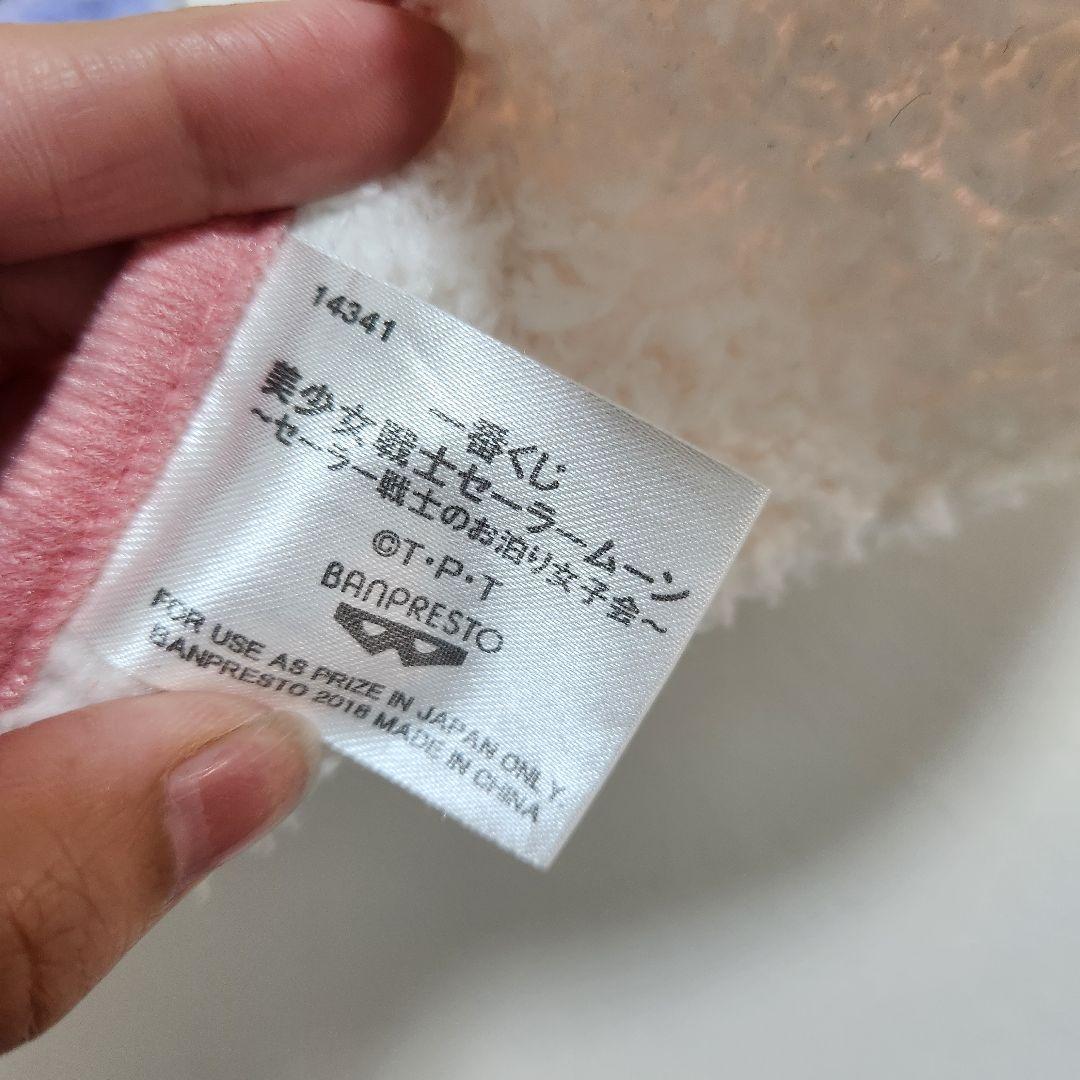 14341
一番くじ
美少女戦士セーラームーン
~セーラー戦士のお泊り女子会~
©T・P・T
BANPRESTO
FOR USE AS PRIZE IN JAPAN ONLY.
BANPRESTO 2018 MADE IN CHINA